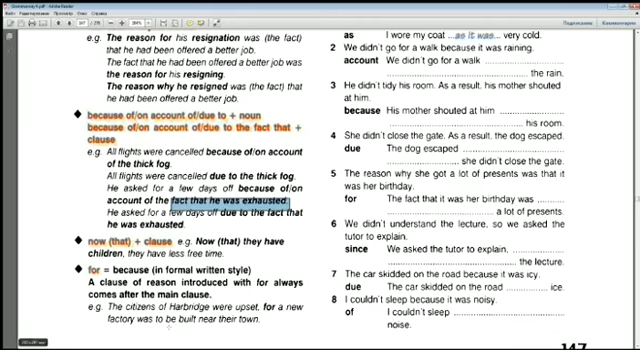 Grammarway 4.pdf - Adobe Reader
Файл Редактирование Просмотр Окно Справка
e.g. The reason for his resignation was (the fact)
that he had been offered a better job.
The fact that he had been offered a better job was
the reason for his resigning.
The reason why he resigned was (the fact) that
he had been offered a better job.
◆ because of/on account of/due to + noun
because of/on account of/due to the fact that +
clause
e.g. All flights were cancelled because of/on account
of the thick fog.
All flights were cancelled due to the thick fog.
He asked for a few days off because of/on
account of the fact that he was exhausted.
He asked for a few days off due to the fact that
he was exhausted.
◆ now (that) + clause e.g. Now (that) they have
children, they have less free time.
◆ for = because (in formal written style)
A clause of reason introduced with for always
comes after the main clause.
e.g. The citizens of Harbridge were upset, for a new
factory was to be built near their town.
as I wore my coat ...as it was... very cold.
2 We didn't go for a walk because it was raining.
account We didn't go for a walk ....................
.................... the rain.
3 He didn't tidy his room. As a result, his mother shouted
at him.
because His mother shouted at him ....................
.................... his room.
4 She didn't close the gate. As a result, the dog escaped.
due The dog escaped ....................
.................... she didn't close the gate.
5 The reason why she got a lot of presents was that it
was her birthday.
for The fact that it was her birthday was ..........
.................... a lot of presents.
6 We didn't understand the lecture, so we asked the
tutor to explain.
since We asked the tutor to explain, ....................
.................... the lecture.
7 The car skidded on the road because it was icy.
due The car skidded on the road .................... ice.
8 I couldn't sleep because it was noisy.
of I couldn't sleep ....................
noise.
147